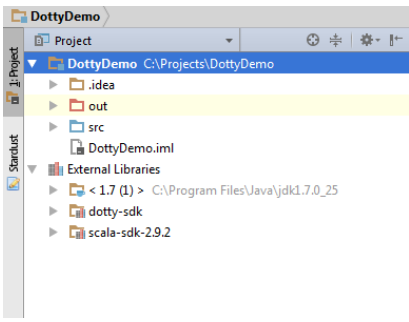 DottyDemo
Project
1: Project
Stardust
DottyDemo C:\Projects\DottyDemo
.idea
out
src
DottyDemo.iml
External Libraries
< 1.7 (1) > C:\Program Files\Java\jdk1.7.0_25
dotty-sdk
scala-sdk-2.9.2